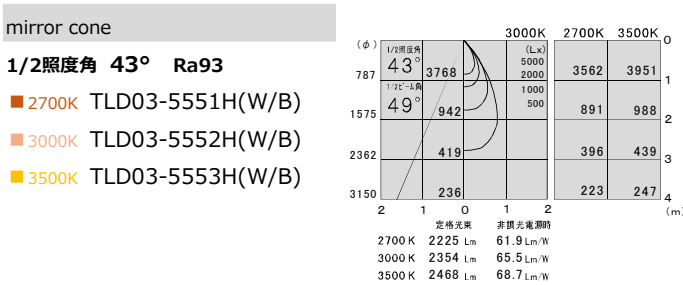 mirror cone
1/2照度角 43° Ra93
2700K TLD03-5551H(W/B)
3000K TLD03-5552H(W/B)
3500K TLD03-5553H(W/B)
3000K 2700K 3500K
(φ) 1/2照度角 (Lx) 0
43° 3768 5000 3562 3951
787 2000 1
1/2ビーム角 1000
49° 942 500 891 988
1575 2
2362 419 396 439 3
3150 236 223 247 4
2 1 0 1 2 (m)
定格光束 非調光電源時
2700K 2225 Lm 61.9 Lm/W
3000K 2354 Lm 65.5 Lm/W
3500K 2468 Lm 68.7 Lm/W